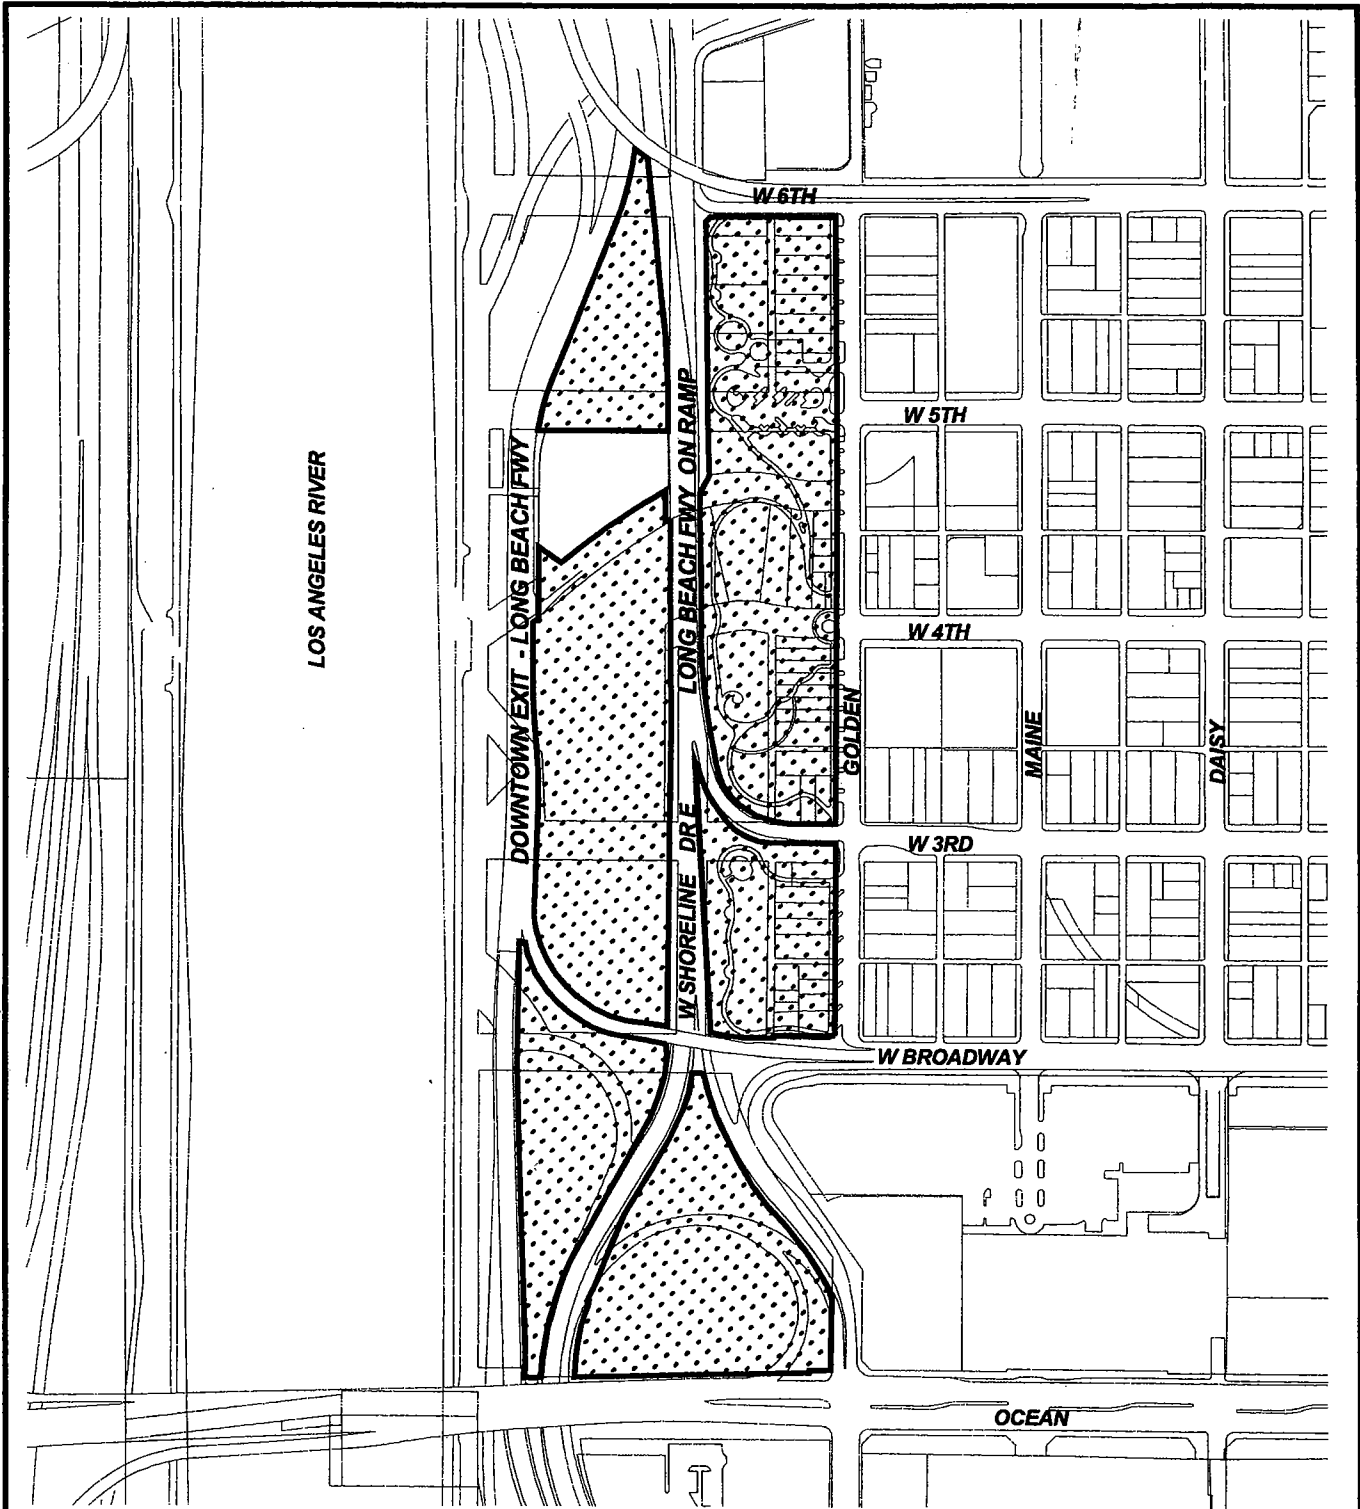 W 6TH
W 5TH
LONG BEACH FWY ON RAMP
DOWNTOWN EXIT - LONG BEACH FWY
LOS ANGELES RIVER
W 4TH
GOLDEN
MAINE
DAISY
W SHORELINE DR E
W 3RD
W BROADWAY
OCEAN